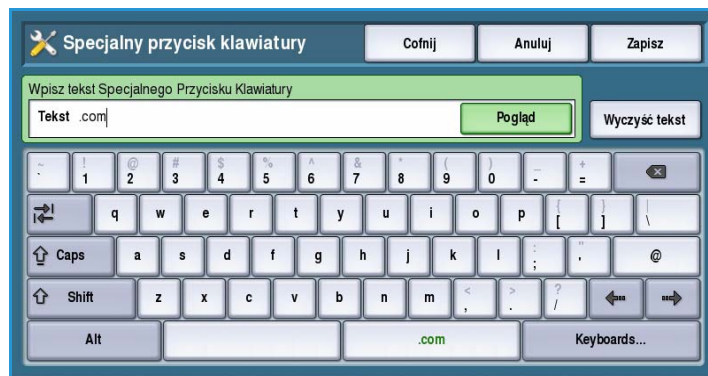 Specjalny przycisk klawiatury Cofnij Anuluj Zapisz
Wpisz tekst Specjalnego Przycisku Klawiatury
Tekst .com Pogląd Wyczyść tekst
~ ! @ # $ % ^ & * ( ) _ +
` 1 2 3 4 5 6 7 8 9 0 - =
q w e r t y u i o p { [ } ] | \
Caps a s d f g h j k l : ; " ' @
Shift z x c v b n m < , > . ? /
Alt .com Keyboards...